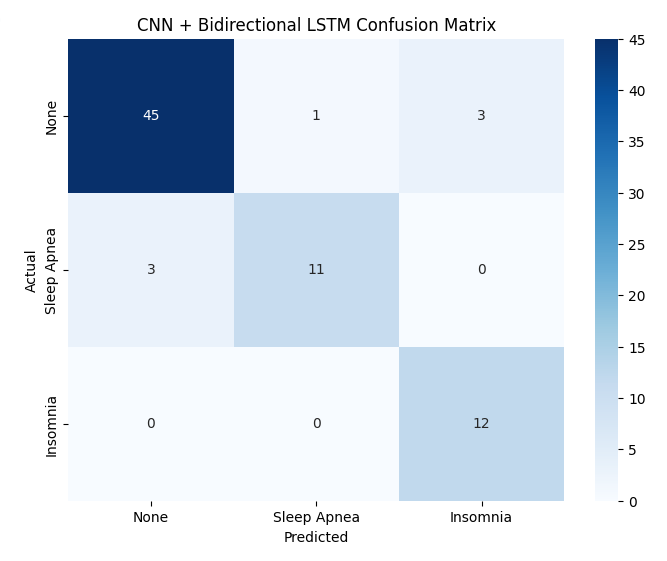 CNN + Bidirectional LSTM Confusion Matrix
None
45
1
3
Sleep Apnea
3
11
0
Insomnia
0
0
12
Actual
None
Sleep Apnea
Insomnia
Predicted
45
40
35
30
25
20
15
10
5
0